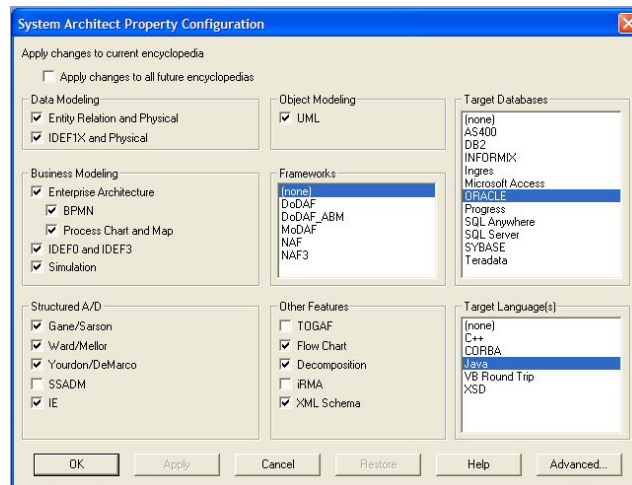 System Architect Property Configuration
Apply changes to current encyclopedia
Apply changes to all future encyclopedias
Data Modeling
Entity Relation and Physical
IDEF1X and Physical
Object Modeling
UML
Target Databases
(none)
AS400
DB2
INFORMIX
Ingres
Microsoft Access
ORACLE
Progress
SQL Anywhere
SQL Server
SYBASE
Teradata
Business Modeling
Enterprise Architecture
BPMN
Process Chart and Map
IDEF0 and IDEF3
Simulation
Frameworks
(none)
DoDAF
DoDAF_ABM
MoDAF
NAF
NAF3
Structured A/D
Gane/Sarson
Ward/Mellor
Yourdon/DeMarco
SSADM
IE
Other Features
TOGAF
Flow Chart
Decomposition
iRMA
XML Schema
Target Language(s)
(none)
C++
CORBA
Java
VB Round Trip
XSD
OK Apply Cancel Restore Help Advanced...